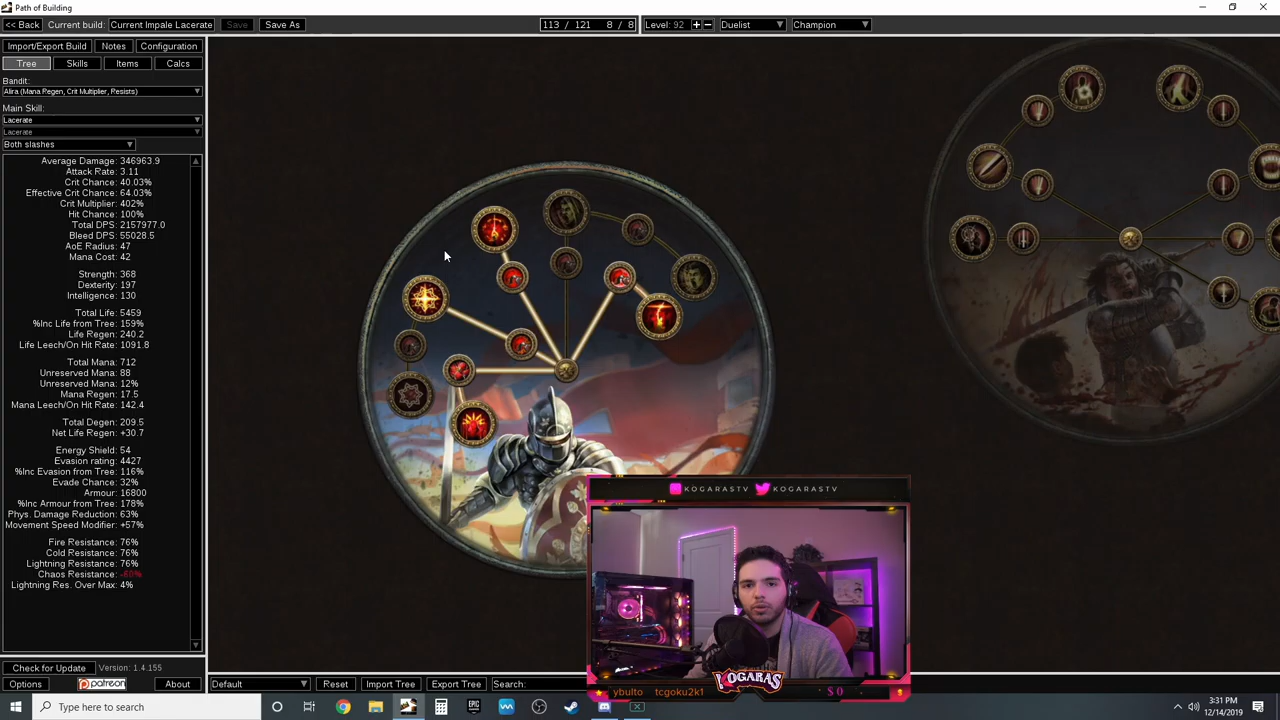 Path of Building
<< Back
Current build:
Current Impale Lacerate
Save
Save As
113 / 121 8 / 8
Level: 92
+
-
Duelist
Champion
Import/Export Build
Notes
Configuration
Tree
Skills
Items
Calcs
Bandit:
Alira (Mana Regen, Crit Multiplier, Resists)
Main Skill:
Lacerate
Lacerate
Both slashes
Average Damage: 346963.9
Attack Rate: 3.11
Crit Chance: 40.03%
Effective Crit Chance: 64.03%
Crit Multiplier: 402%
Hit Chance: 100%
Total DPS: 2157977.0
Bleed DPS: 55028.5
AoE Radius: 47
Mana Cost: 42
Strength: 368
Dexterity: 197
Intelligence: 130
Total Life: 5459
%Inc Life from Tree: 159%
Life Regen: 240.2
Life Leech/On Hit Rate: 1091.8
Total Mana: 712
Unreserved Mana: 88
Unreserved Mana: 12%
Mana Regen: 17.5
Mana Leech/On Hit Rate: 142.4
Total Degen: 209.5
Net Life Regen: +30.7
Energy Shield: 54
Evasion rating: 4427
%Inc Evasion from Tree: 116%
Evade Chance: 32%
Armour: 16800
%Inc Armour from Tree: 178%
Phys. Damage Reduction: 63%
Movement Speed Modifier: +57%
Fire Resistance: 76%
Cold Resistance: 76%
Lightning Resistance: 76%
Chaos Resistance: -60%
Lightning Res. Over Max: 4%
Check for Update
Version: 1.4.155
Options
patreon
About
Default
Reset
Import Tree
Export Tree
Search:
KOGARASTV
KOGARASTV
KOGARAS
ybulto tcgoku2k1
$ 0
Type here to search
EPIC
3:31 PM
12/14/2019